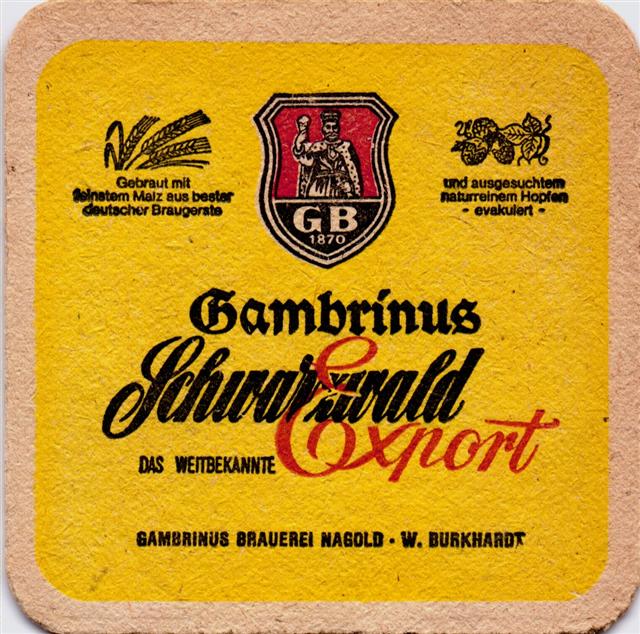 Gebraut mit
feinstem Malz aus bester
deutscher Braugerste
GB
1870
und ausgesuchtem
naturreinem Hopfen
- evakuiert -
Gambrinus
Schwarzwald
Export
DAS WEITBEKANNTE
GAMBRINUS BRAUEREI NAGOLD · W. BURKHARDT